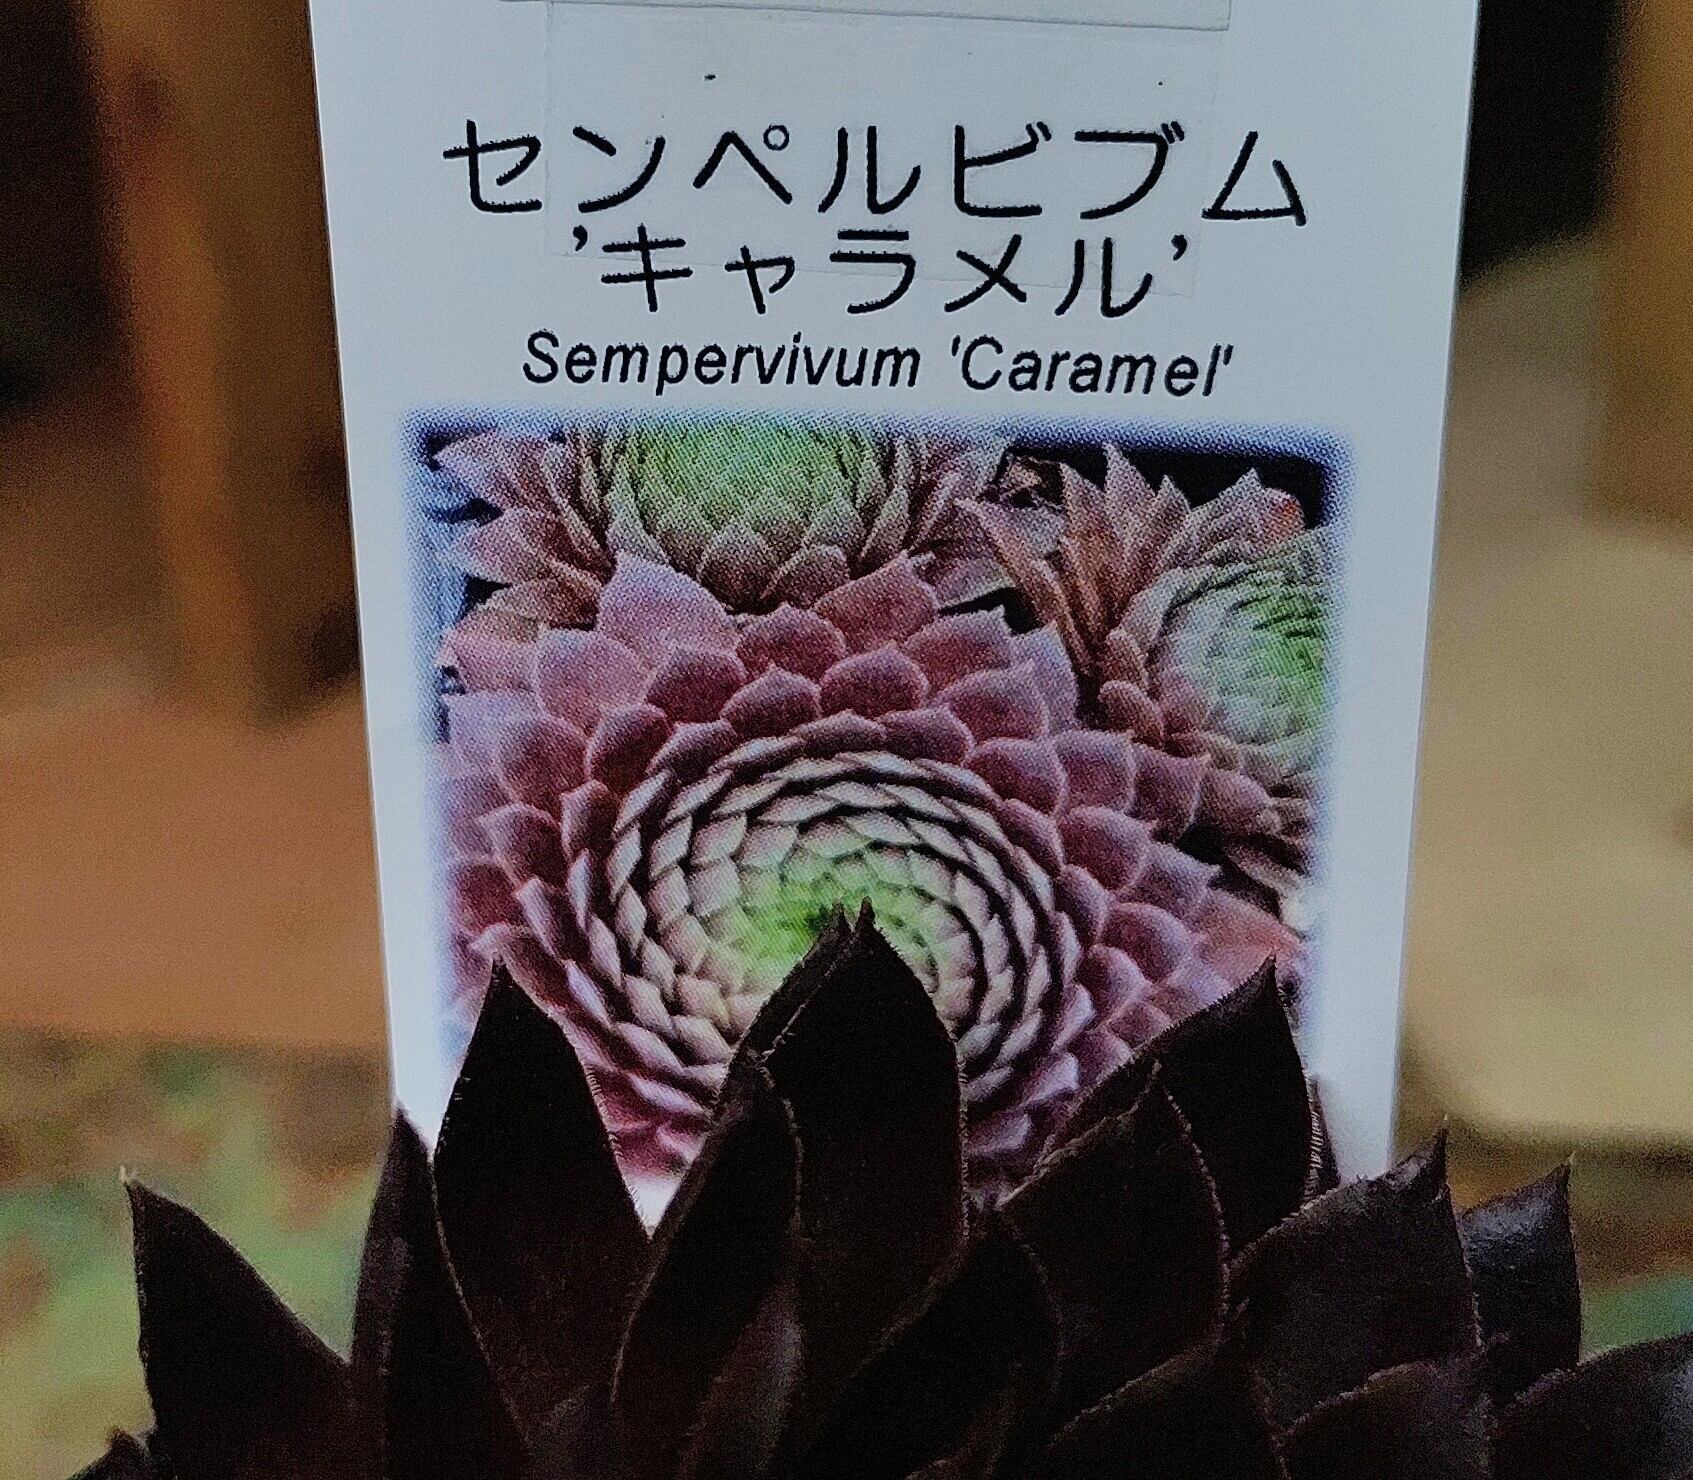 センペルビブム
’キャラメル’
Sempervivum 'Caramel'